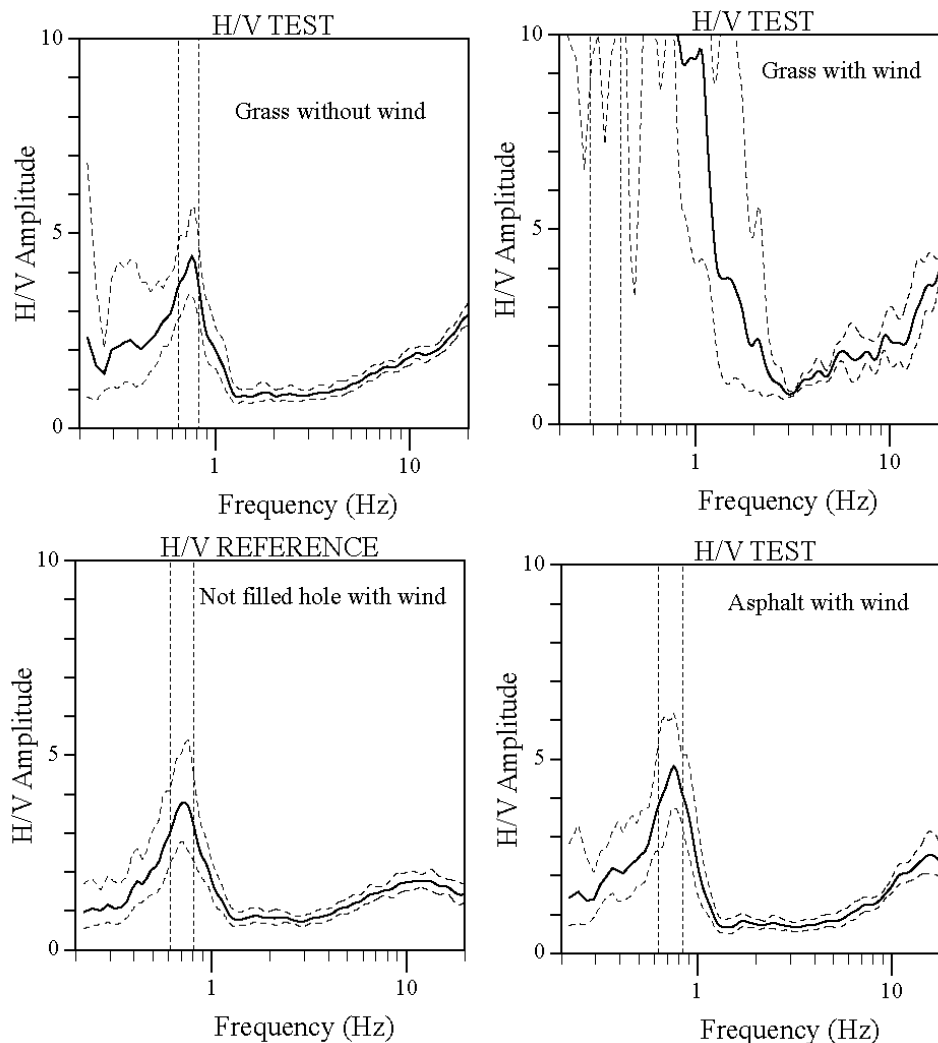 H/V TEST
10
Grass without wind
H/V Amplitude
5
0
1
10
Frequency (Hz)
H/V TEST
10
Grass with wind
H/V Amplitude
5
0
1
10
Frequency (Hz)
H/V REFERENCE
10
Not filled hole with wind
H/V Amplitude
5
0
1
10
Frequency (Hz)
H/V TEST
10
Asphalt with wind
H/V Amplitude
5
0
1
10
Frequency (Hz)